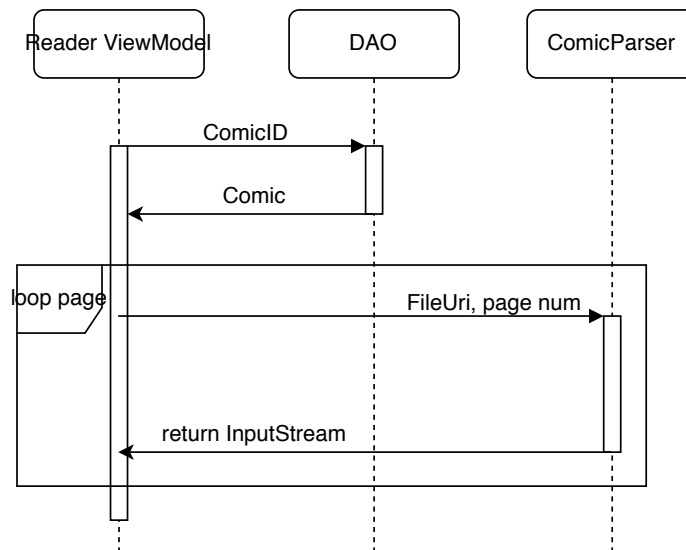 Reader ViewModel
DAO
ComicParser
ComicID
Comic
loop page
FileUri, page num
return InputStream